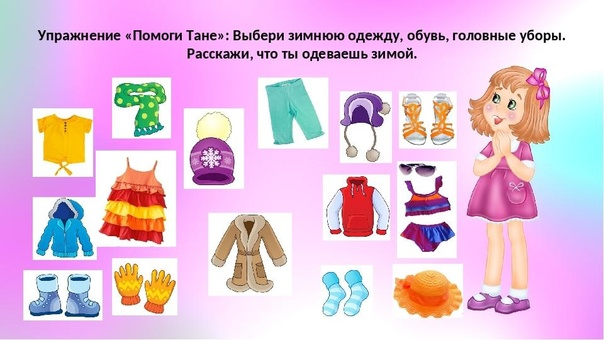 Упражнение «Помоги Тане»: Выбери зимнюю одежду, обувь, головные уборы.
Расскажи, что ты одеваешь зимой.